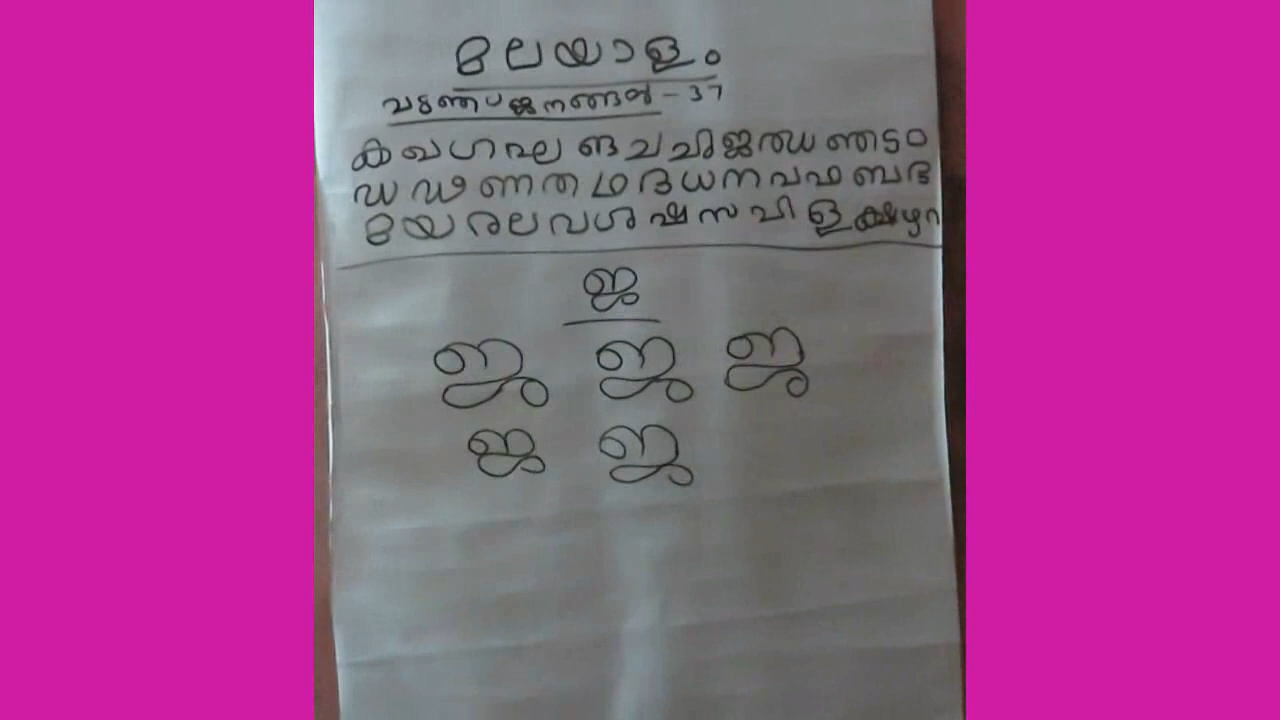 മലയാളം
വ്യഞ്ജനങ്ങൾ - 37
ക ഖ ഗ ഘ ങ ച ഛ ജ ഝ ഞ ട ഠ
ഡ ഢ ണ ത ഥ ദ ധ ന പ ഫ ബ ഭ
മ യ ര ല വ ശ ഷ സ ഹ ള ക്ഷ ഴ റ
ജ
ജ ജ ജ
ജ ജ